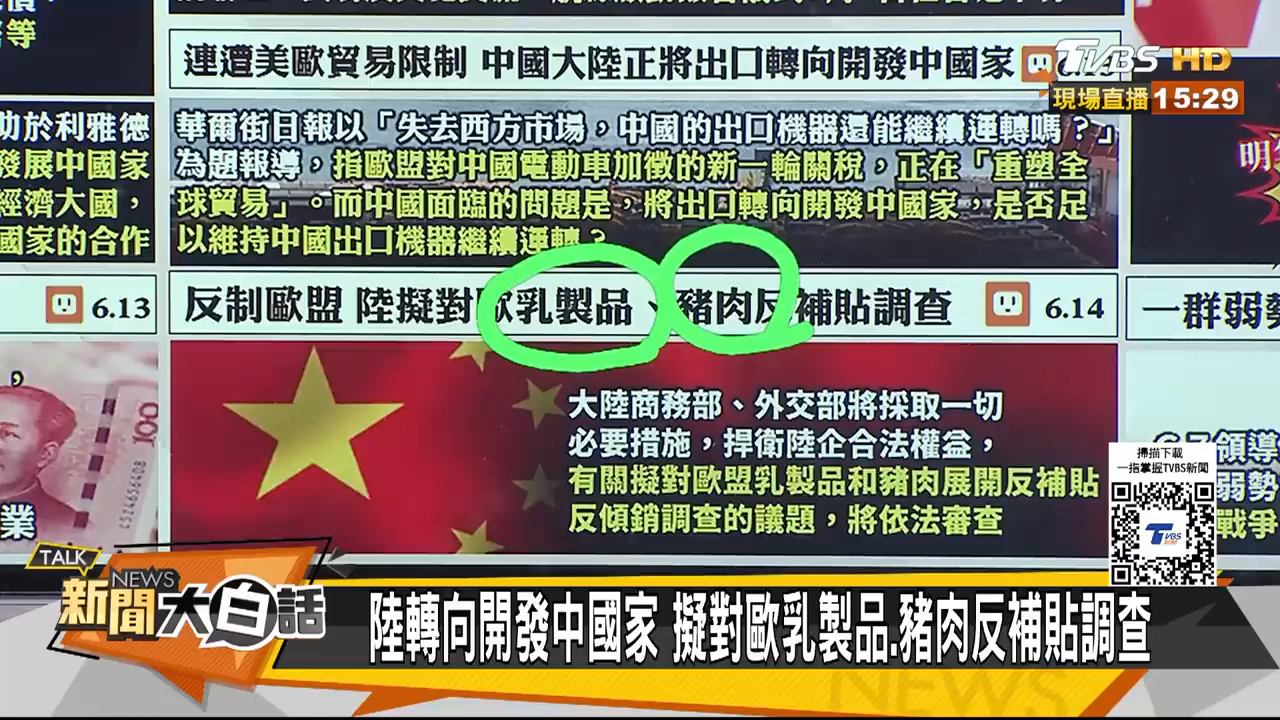 連遭美歐貿易限制 中國大陸正將出口轉向開發中國家
TVBS HD
現場直播 15:29
華爾街日報以「失去西方市場，中國的出口機器還能繼續運轉嗎？」
為題報導，指歐盟對中國電動車加徵的新一輪關稅，正在「重塑全
球貿易」。而中國面臨的問題是，將出口轉向開發中國家，是否足
以維持中國出口機器繼續運轉？
助於利雅德
發展中國家
經濟大國，
國家的合作
6.13
反制歐盟 陸擬對歐乳製品、豬肉反補貼調查
6.14
一群弱勢
大陸商務部、外交部將採取一切
必要措施，捍衛陸企合法權益，
有關擬對歐盟乳製品和豬肉展開反補貼
反傾銷調查的議題，將依法審查
100
業
掃描下載
一指掌握TVBS新聞
TVBS
領導
弱勢
戰爭
TALK
NEWS
新聞大白話
陸轉向開發中國家 擬對歐乳製品.豬肉反補貼調查
NEWS